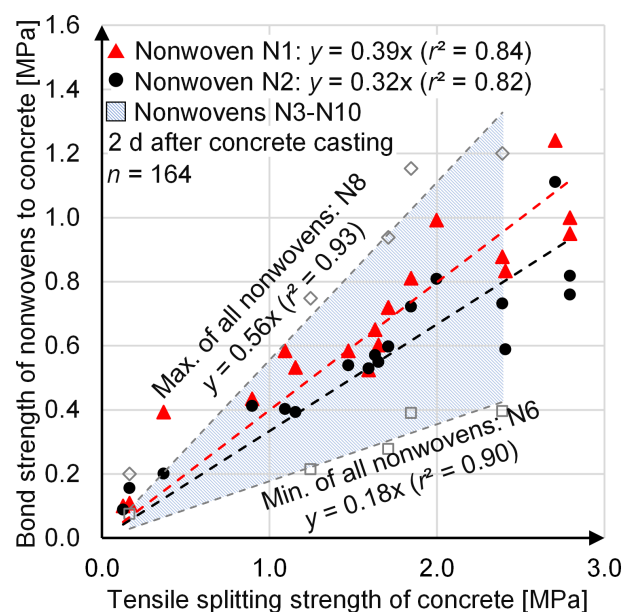 Bond strength of nonwovens to concrete [MPa]
1.6
1.4
1.2
1.0
0.8
0.6
0.4
0.2
0.0
Nonwoven N1: y = 0.39x (r² = 0.84)
Nonwoven N2: y = 0.32x (r² = 0.82)
Nonwovens N3-N10
2 d after concrete casting
n = 164
Max. of all nonwovens: N8
y = 0.56x (r² = 0.93)
Min. of all nonwovens: N6
y = 0.18x (r² = 0.90)
0.0 1.0 2.0 3.0
Tensile splitting strength of concrete [MPa]